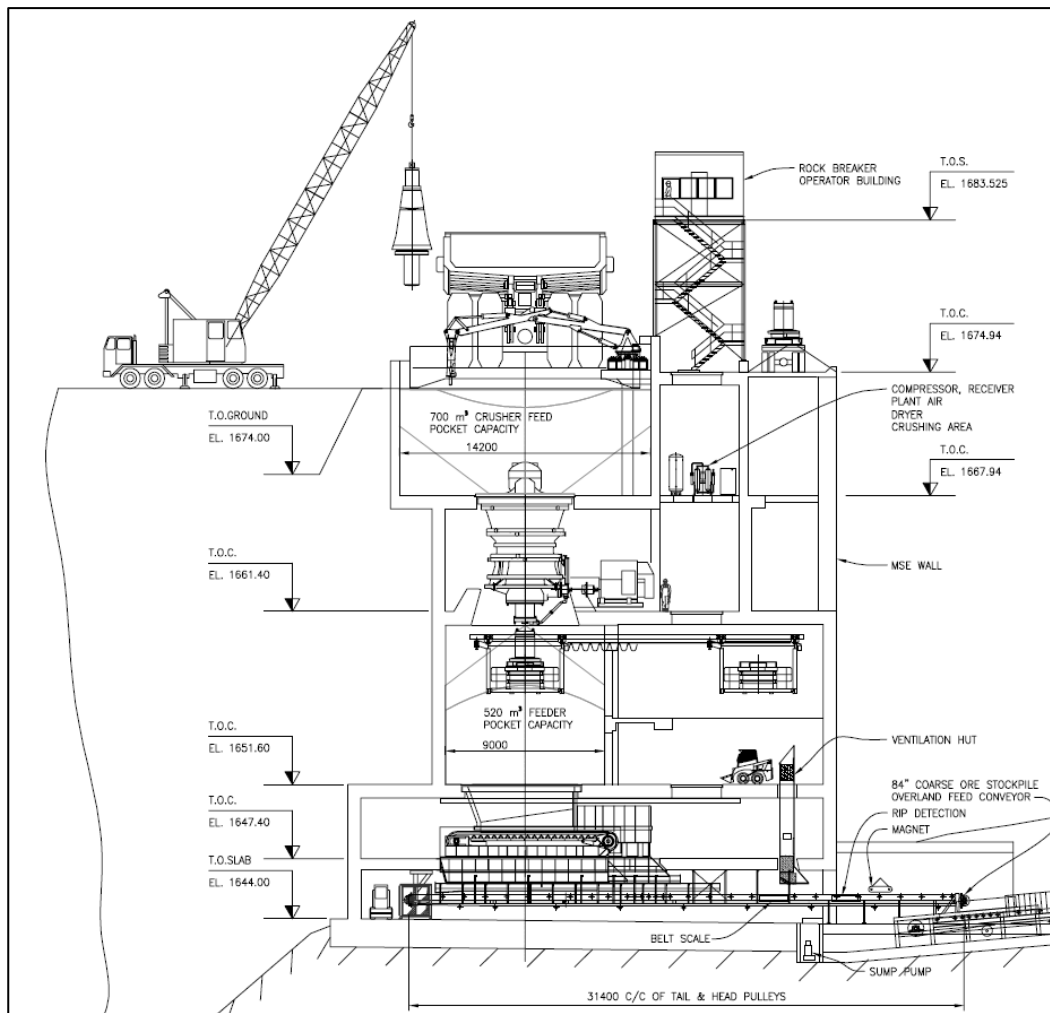 ROCK BREAKER
OPERATOR BUILDING
T.O.S.
EL. 1683.525
T.O.C.
EL. 1674.94
COMPRESSOR, RECEIVER
PLANT AIR
DRYER
CRUSHING AREA
T.O.GROUND
EL. 1674.00
700 m³ CRUSHER FEED
POCKET CAPACITY
14200
T.O.C.
EL. 1667.94
T.O.C.
EL. 1661.40
MSE WALL
520 m³ FEEDER
POCKET CAPACITY
9000
T.O.C.
EL. 1651.60
VENTILATION HUT
84" COARSE ORE STOCKPILE
OVERLAND FEED CONVEYOR
RIP DETECTION
MAGNET
T.O.C.
EL. 1647.40
T.O.SLAB
EL. 1644.00
BELT SCALE
SUMP PUMP
31400 C/C OF TAIL & HEAD PULLEYS